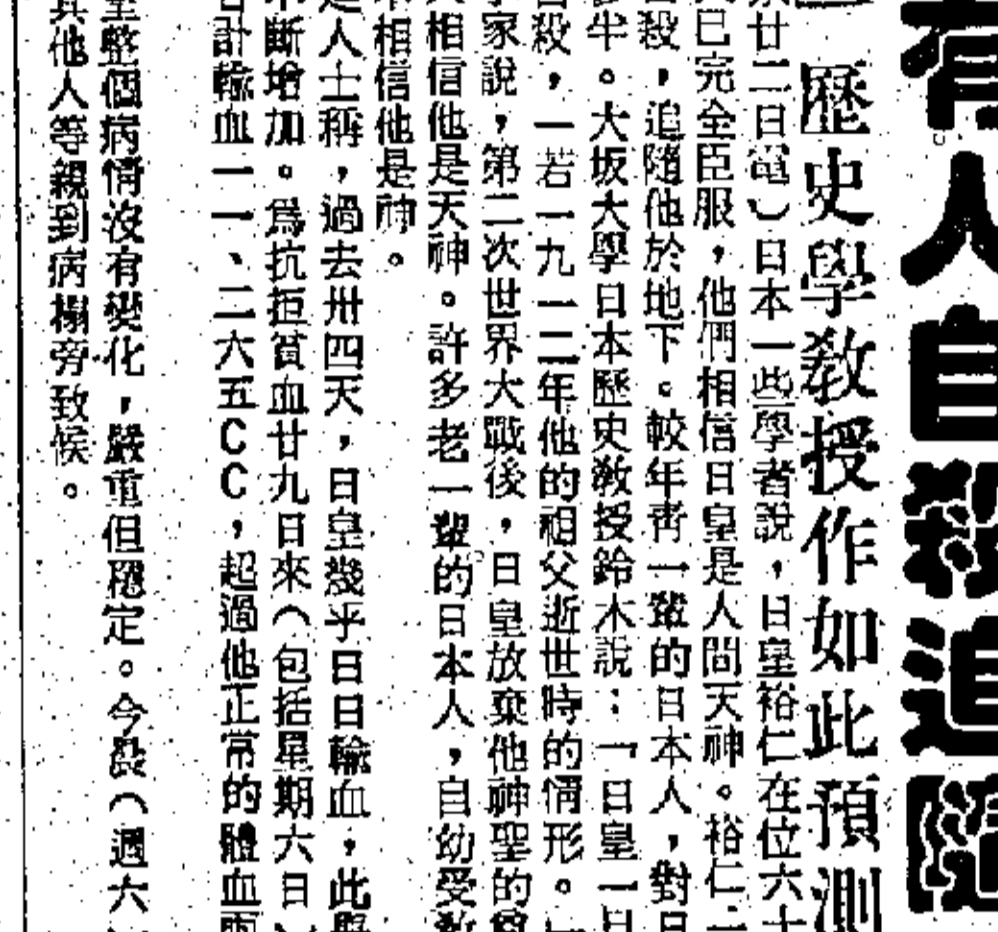 有人自殺追隨
歷史學教授作如此預測
廿二日電）日本一些學者說，日皇裕仁在位六十
已完全臣服，他們相信日皇是人間天神。裕仁一
殺，追隨他於地下。較年青一輩的日本人，對日
半。大坂大學日本歷史教授鈴木說：「日皇一日
殺，一若一九一二年他的祖父逝世時的情形。」
家說，第二次世界大戰後，日皇放棄他神聖的
相信他是天神。許多老一輩的日本人，自幼受教
相信他是神。
人士稱，過去卅四天，日皇幾乎日日輸血，此舉
斷增加。為抗拒貧血廿九日來（包括星期六日）
計輸血一一、二六五CC，起過他正常的體血兩
整個病情沒有變化，嚴重但穩定。今晨（週六）
其他人等親到病榻旁致候。